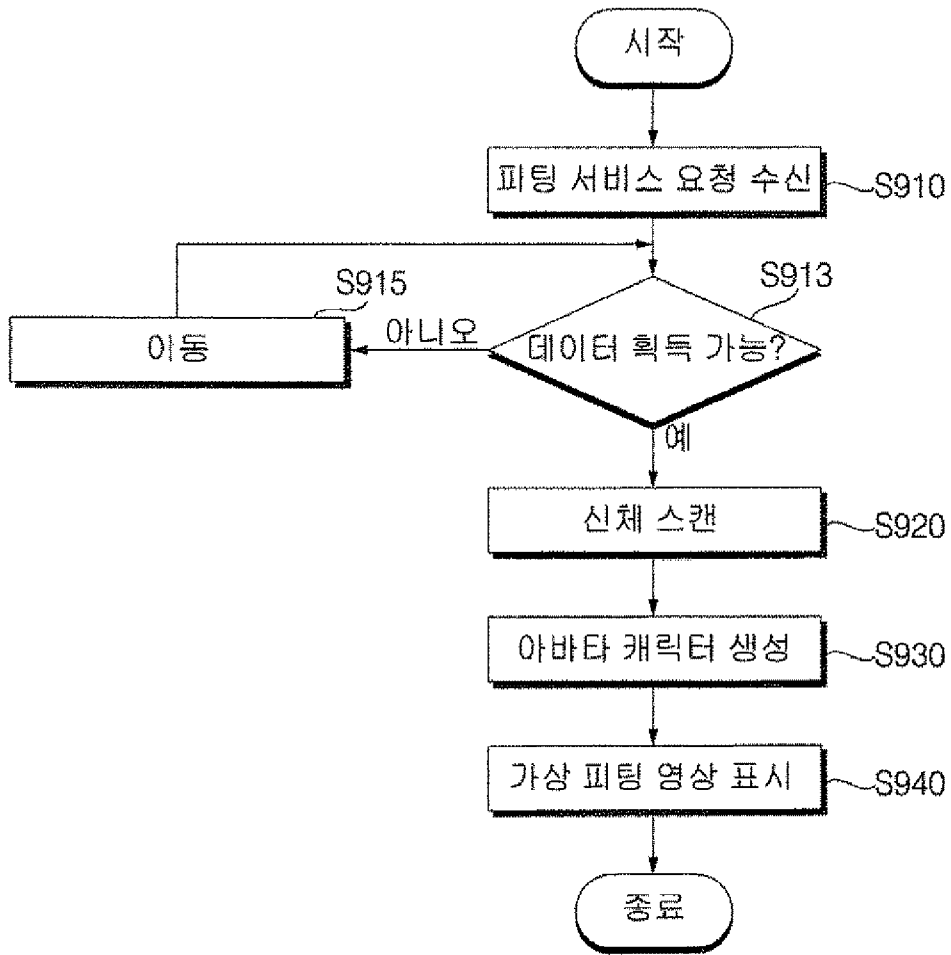 시작
피팅 서비스 요청 수신
S910
S913
S915
이동
아니오
데이터 획득 가능?
예
신체 스캔
S920
아바타 캐릭터 생성
S930
가상 피팅 영상 표시
S940
종료